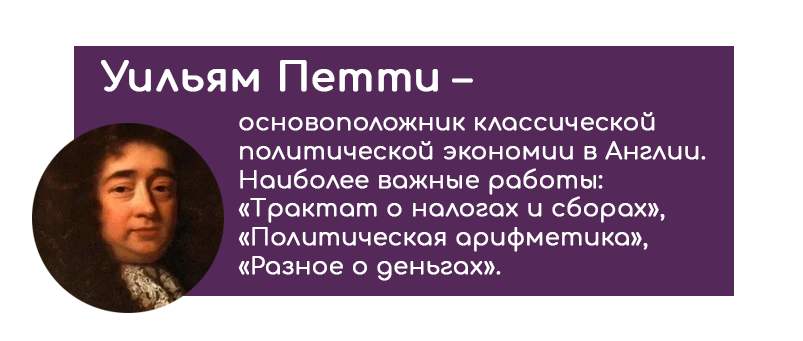 Уильям Петти –
основоположник классической
политической экономии в Англии.
Наиболее важные работы:
«Трактат о налогах и сборах»,
«Политическая арифметика»,
«Разное о деньгах».